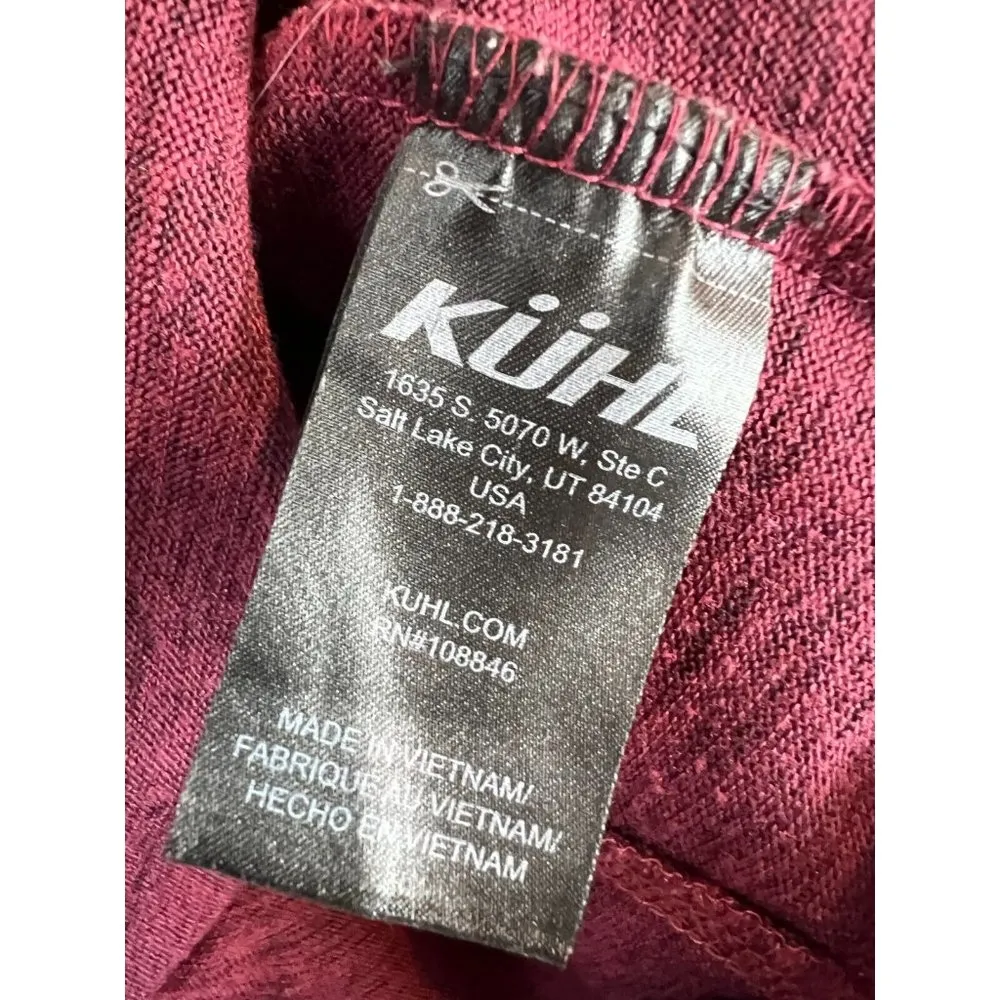 KÜHL
1635 S. 5070 W, Ste C
Salt Lake City, UT 84104
USA
1-888-218-3181
KUHL.COM
RN#108846
MADE IN VIETNAM/
FABRIQUE AU VIETNAM/
HECHO EN VIETNAM